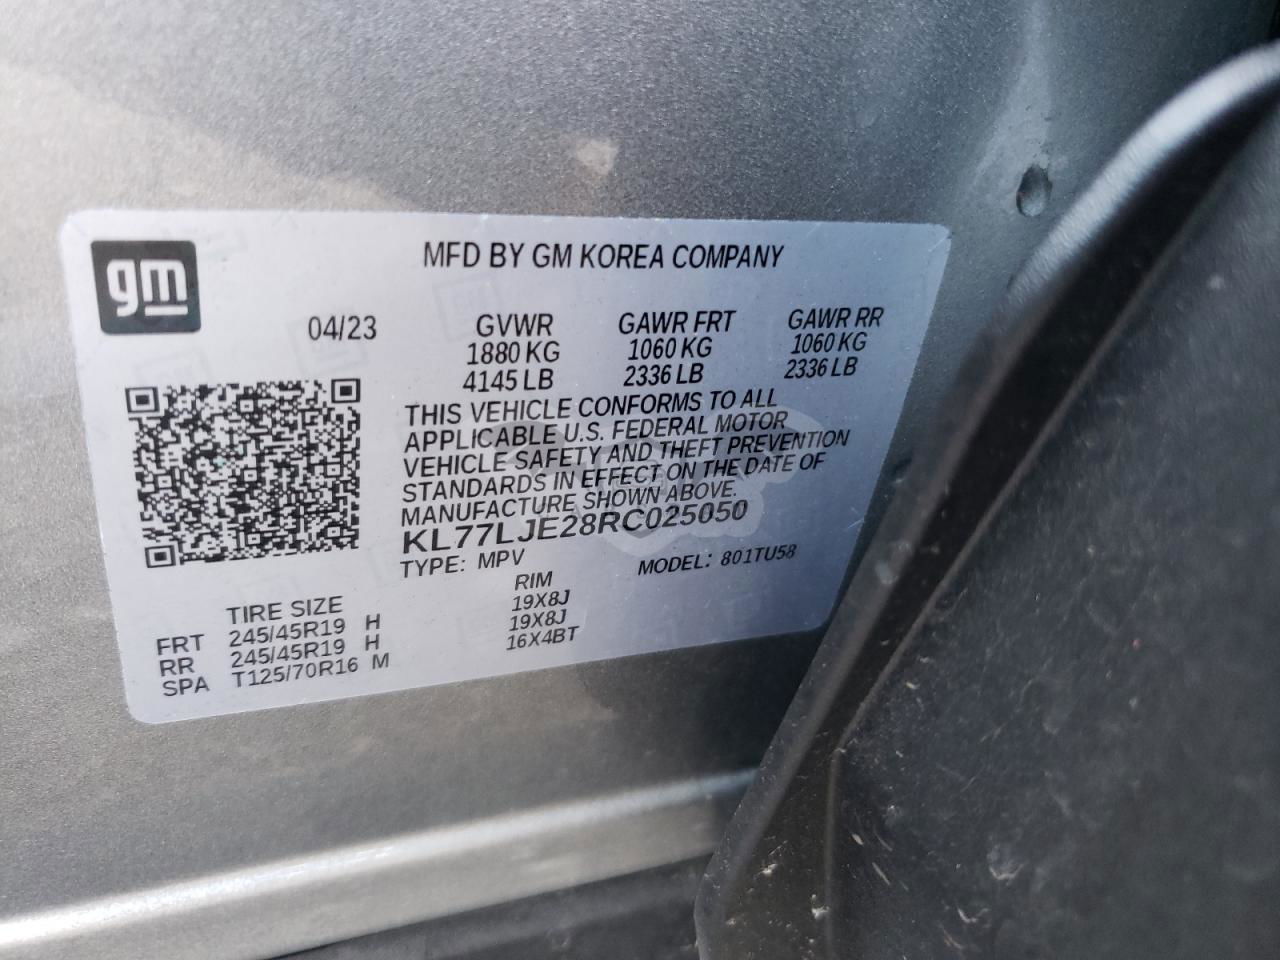 gm
MFD BY GM KOREA COMPANY
04/23 GVWR GAWR FRT GAWR RR
1880 KG 1060 KG 1060 KG
4145 LB 2336 LB 2336 LB
THIS VEHICLE CONFORMS TO ALL
APPLICABLE U.S. FEDERAL MOTOR
VEHICLE SAFETY AND THEFT PREVENTION
STANDARDS IN EFFECT ON THE DATE OF
MANUFACTURE SHOWN ABOVE.
KL77LJE28RC025050
TYPE: MPV MODEL: 801TU58
TIRE SIZE RIM
FRT 245/45R19 H 19X8J
RR 245/45R19 H 19X8J
SPA T125/70R16 M 16X4BT